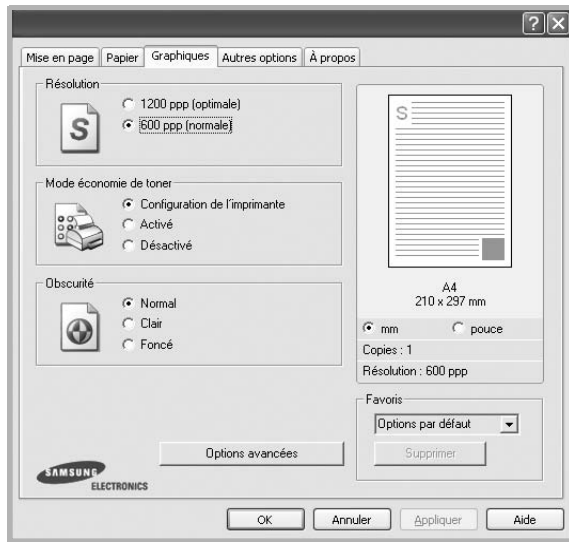 Mise en page Papier Graphiques Autres options À propos
Résolution
S
1200 ppp (optimale)
600 ppp (normale)
Mode économie de toner
Configuration de l'imprimante
Activé
Désactivé
Obscurité
Normal
Clair
Foncé
Options avancées
SAMSUNG
ELECTRONICS
S
A4
210 x 297 mm
mm pouce
Copies : 1
Résolution : 600 ppp
Favoris
Options par défaut
Supprimer
OK Annuler Appliquer Aide